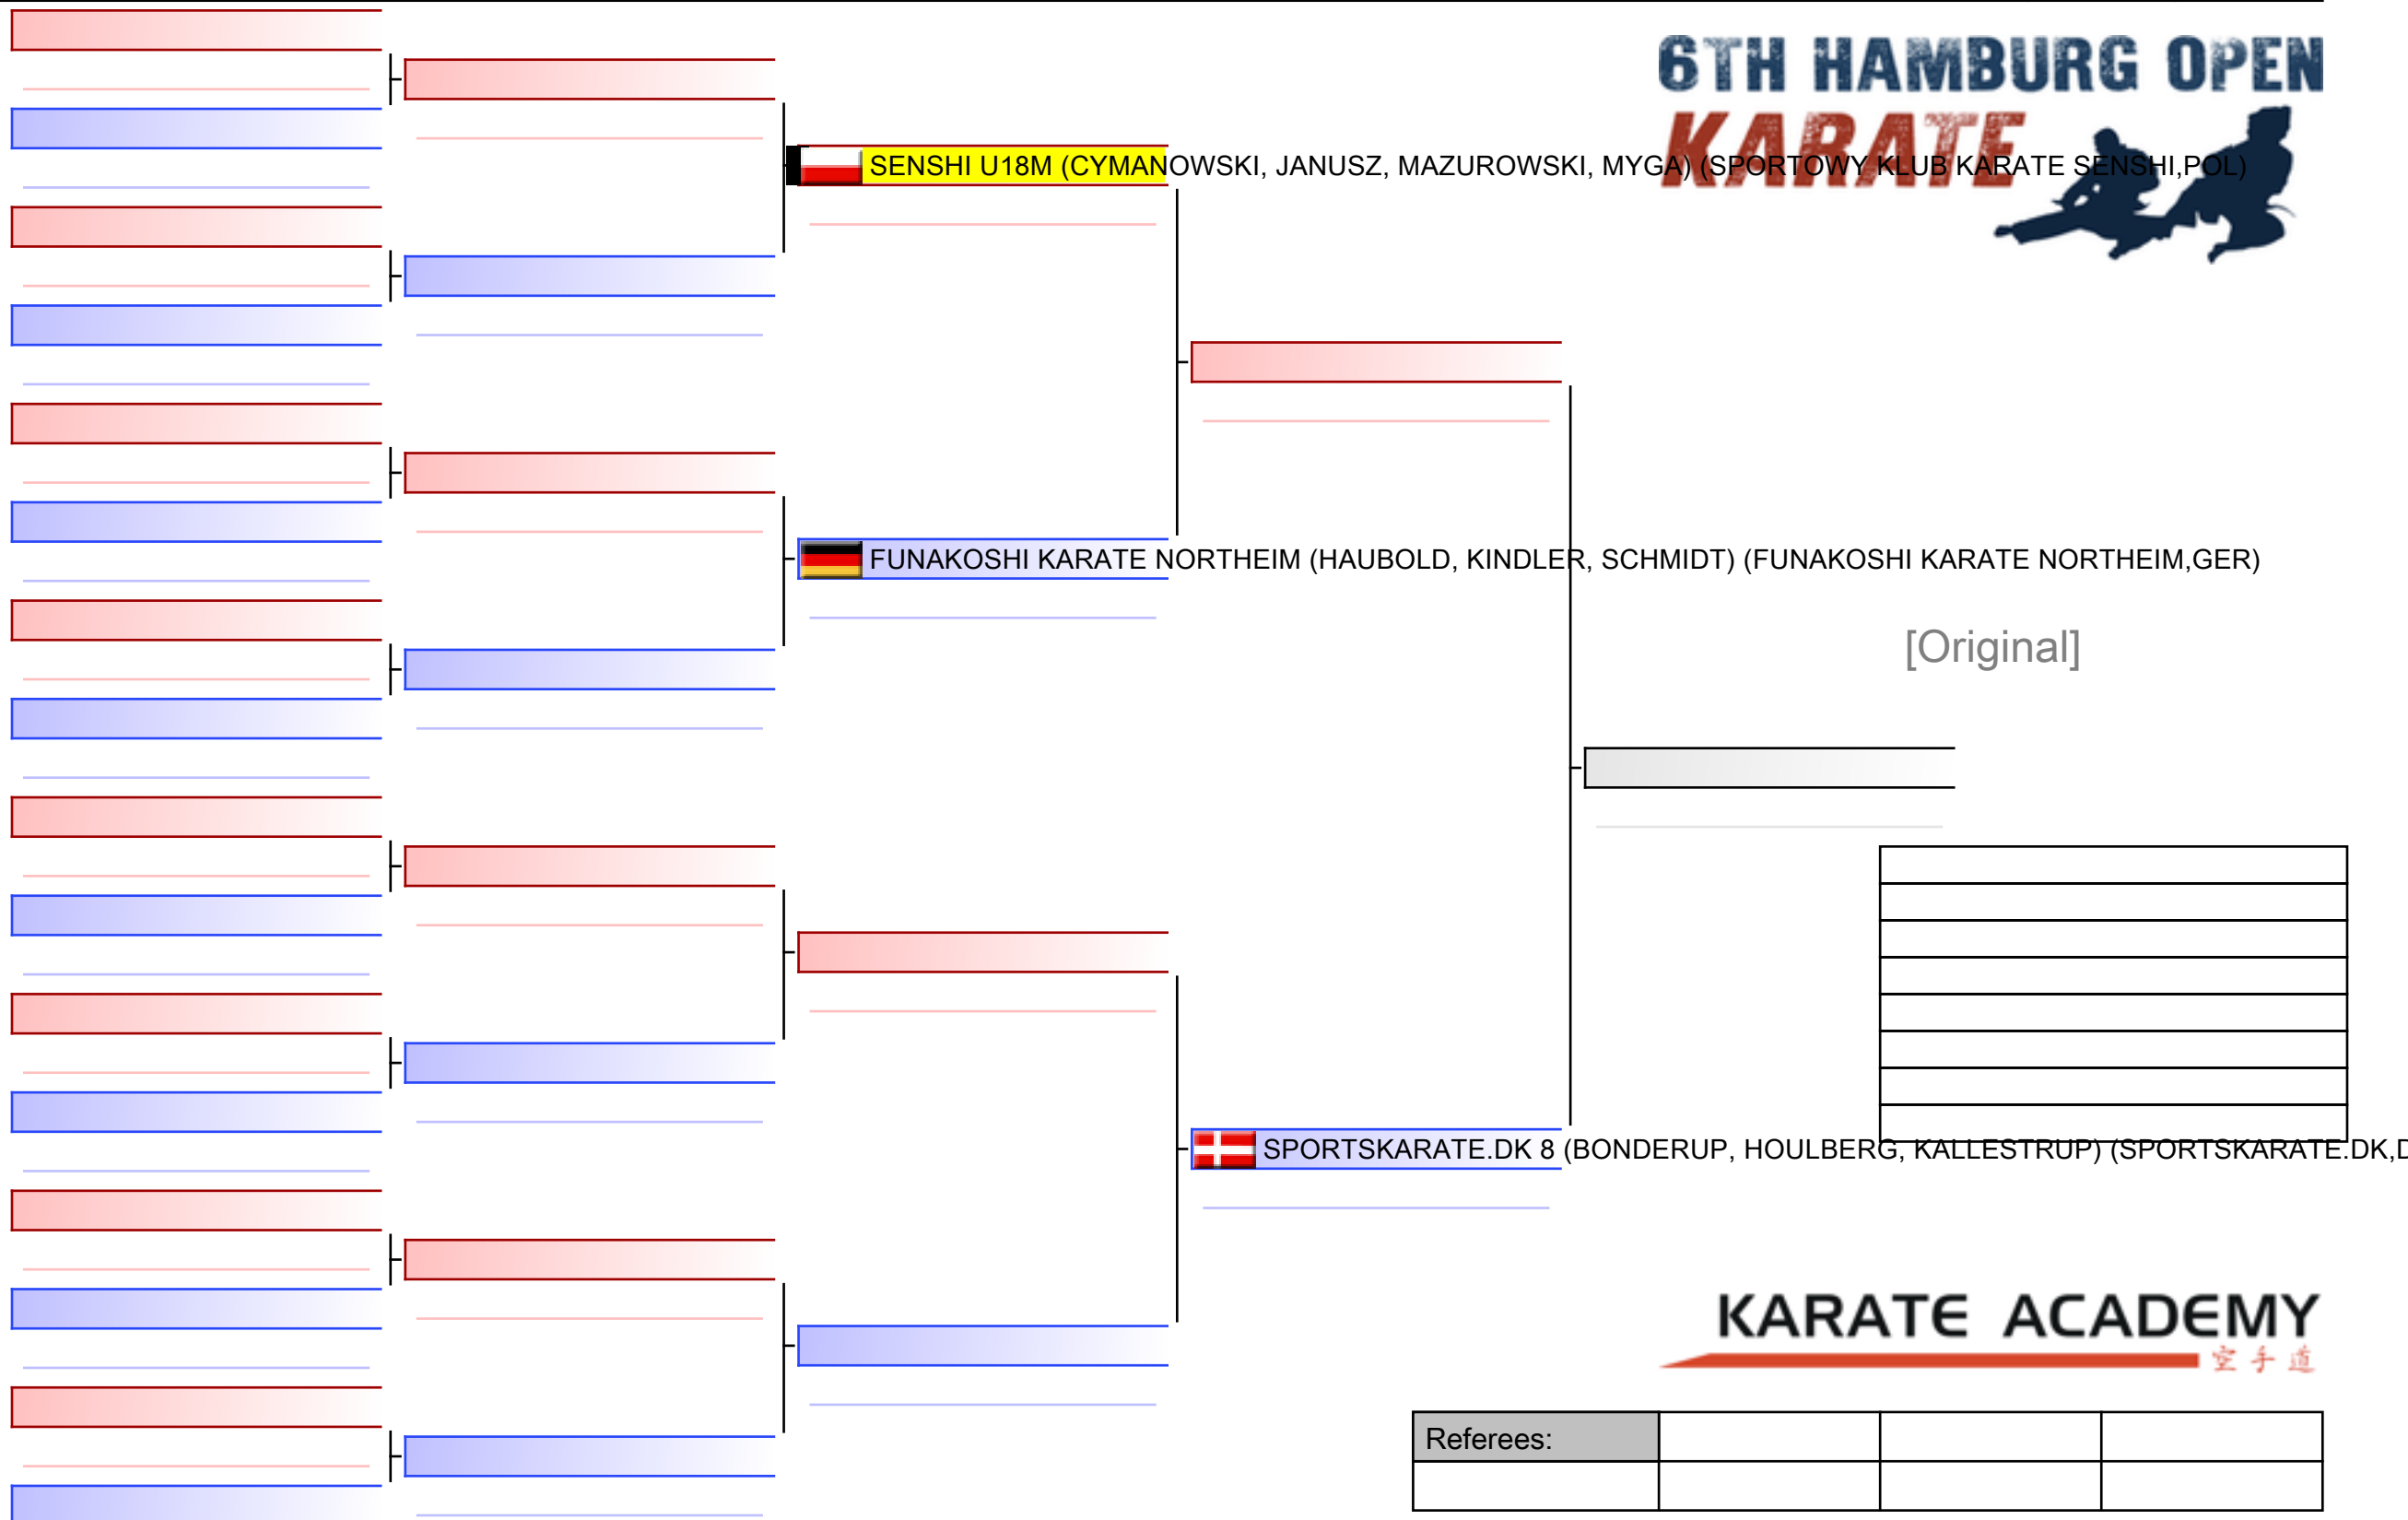 6TH HAMBURG OPEN
KARATE
SENSHI U18M (CYMANOWSKI, JANUSZ, MAZUROWSKI, MYGA) (SPORTOWY KLUB KARATE SENSHI,POL)
FUNAKOSHI KARATE NORTHEIM (HAUBOLD, KINDLER, SCHMIDT) (FUNAKOSHI KARATE NORTHEIM,GER)
[Original]
SPORTSKARATE.DK 8 (BONDERUP, HOULBERG, KALLESTRUP) (SPORTSKARATE.DK,D
KARATE ACADEMY
空手道
Referees: